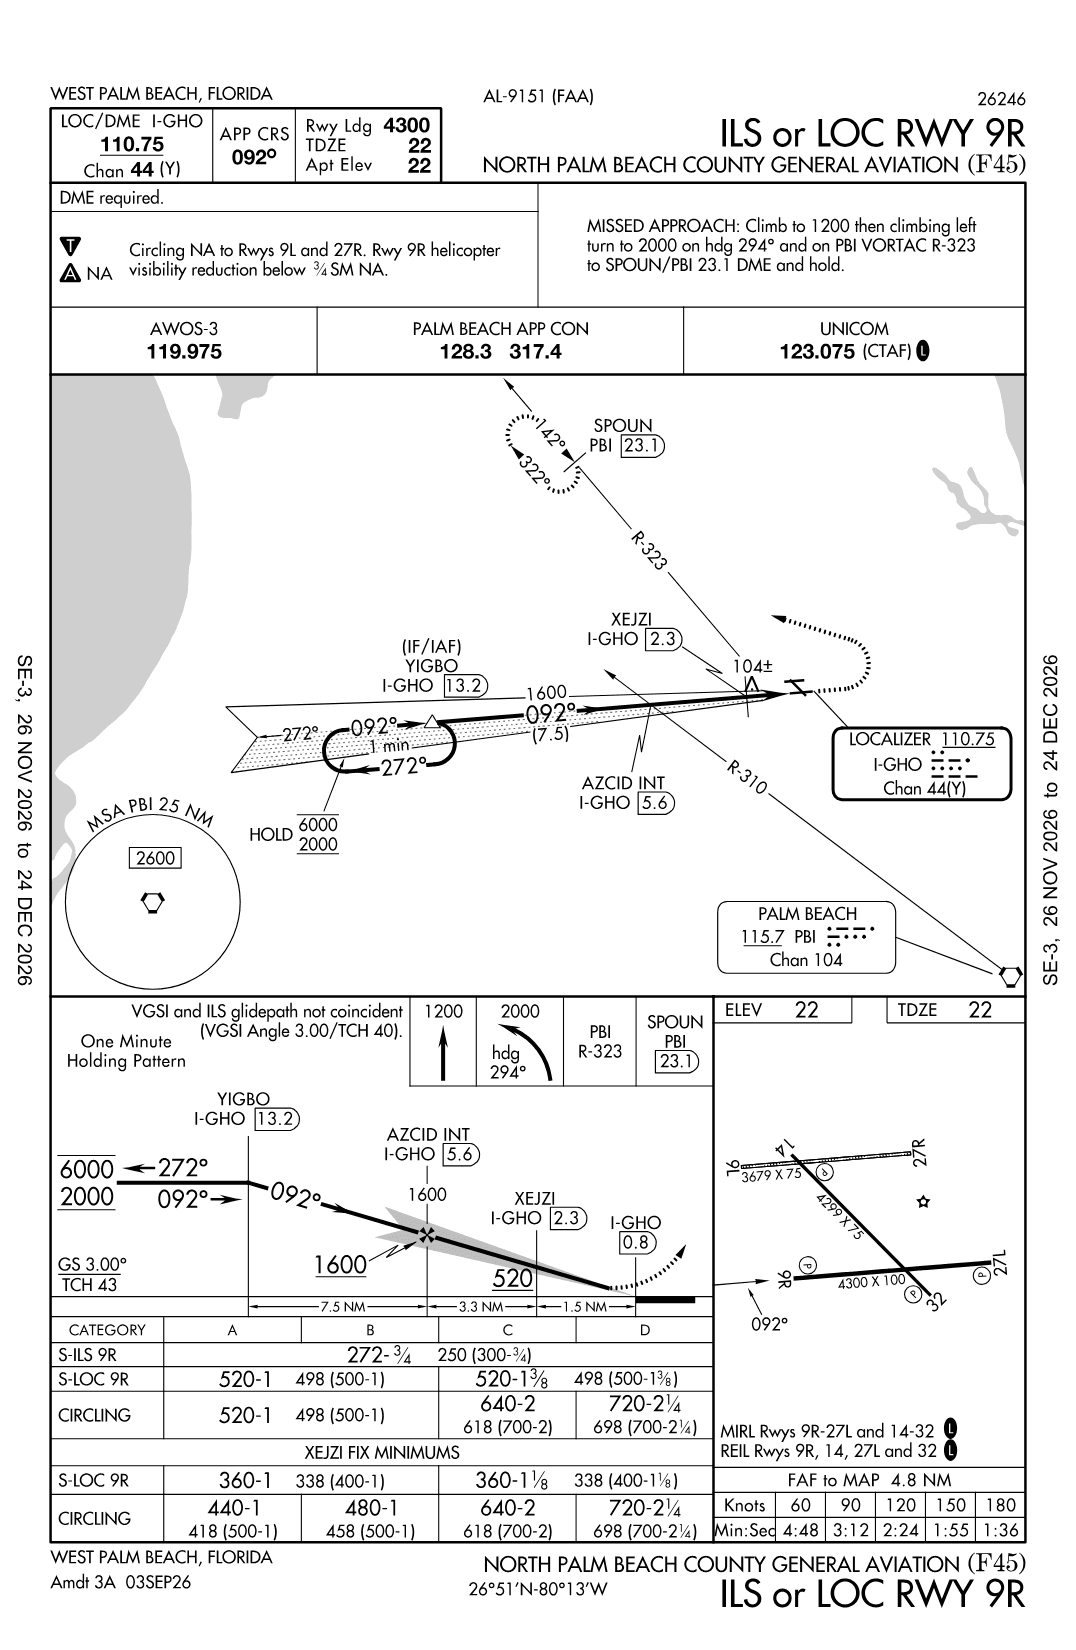 WEST PALM BEACH, FLORIDA
AL-9151 (FAA)
26246
LOC/DME I-GHO
110.75
Chan 44 (Y)
APP CRS
092°
Rwy Ldg 4300
TDZE 22
Apt Elev 22
ILS or LOC RWY 9R
NORTH PALM BEACH COUNTY GENERAL AVIATION (F45)
DME required.
T
A NA
Circling NA to Rwys 9L and 27R. Rwy 9R helicopter
visibility reduction below ¾ SM NA.
MISSED APPROACH: Climb to 1200 then climbing left
turn to 2000 on hdg 294° and on PBI VORTAC R-323
to SPOUN/PBI 23.1 DME and hold.
AWOS-3
119.975
PALM BEACH APP CON
128.3 317.4
UNICOM
123.075 (CTAF) L
SE-3, 26 NOV 2026 to 24 DEC 2026
SE-3, 26 NOV 2026 to 24 DEC 2026
142°
322°
SPOUN
PBI 23.1
R-323
XEJZI
I-GHO 2.3
104±
(IF/IAF)
YIGBO
I-GHO 13.2
1600
092°
(7.5)
272°
092°
1 min
272°
AZCID INT
I-GHO 5.6
R-310
LOCALIZER 110.75
I-GHO
Chan 44(Y)
HOLD 6000
2000
MSA PBI 25 NM
2600
PALM BEACH
115.7 PBI
Chan 104
VGSI and ILS glidepath not coincident
(VGSI Angle 3.00/TCH 40).
One Minute
Holding Pattern
1200
2000
hdg
294°
PBI
R-323
SPOUN
PBI
23.1
YIGBO
I-GHO 13.2
AZCID INT
I-GHO 5.6
1600
XEJZI
I-GHO 2.3
I-GHO
0.8
6000
2000
272°
092°
092°
1600
520
GS 3.00°
TCH 43
7.5 NM
3.3 NM
1.5 NM
CATEGORY A B C D
S-ILS 9R 272-¾ 250 (300-¾)
S-LOC 9R 520-1 498 (500-1) 520-1⅜ 498 (500-1⅜)
CIRCLING 520-1 498 (500-1) 640-2 618 (700-2) 720-2¼ 698 (700-2¼)
XEJZI FIX MINIMUMS
S-LOC 9R 360-1 338 (400-1) 360-1⅛ 338 (400-1⅛)
CIRCLING 440-1 418 (500-1) 480-1 458 (500-1) 640-2 618 (700-2) 720-2¼ 698 (700-2¼)
ELEV 22
TDZE 22
14
9L
27R
3679 X 75
P
4299 X 75
P
9R
4300 X 100
P
P
27L
32
092°
MIRL Rwys 9R-27L and 14-32 L
REIL Rwys 9R, 14, 27L and 32 L
FAF to MAP 4.8 NM
Knots 60 90 120 150 180
Min:Sec 4:48 3:12 2:24 1:55 1:36
WEST PALM BEACH, FLORIDA
Amdt 3A 03SEP26
26°51'N-80°13'W
NORTH PALM BEACH COUNTY GENERAL AVIATION (F45)
ILS or LOC RWY 9R